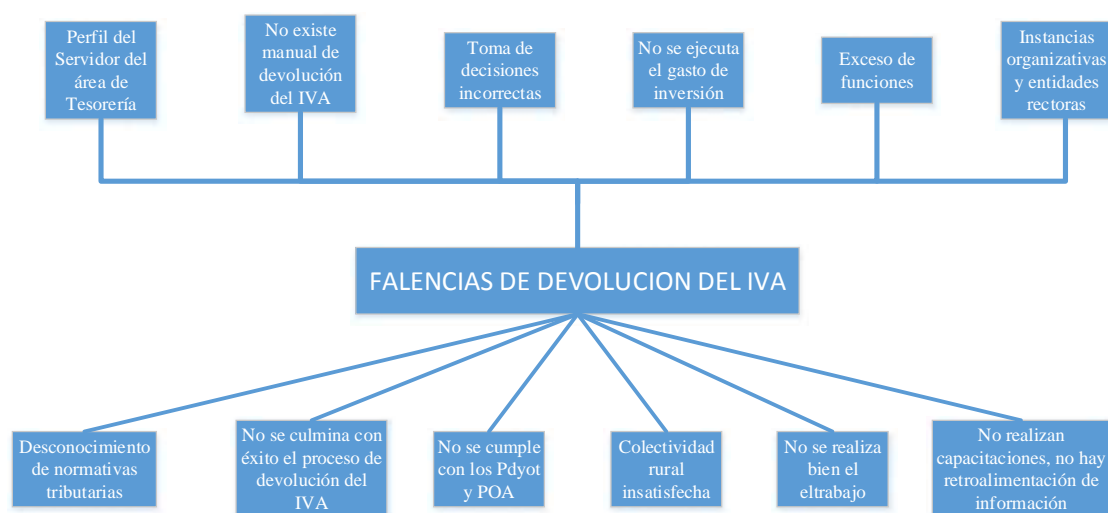 Perfil del
Servidor del
área de
Tesorería
No existe
manual de
devolución
del IVA
Toma de
decisiones
incorrectas
No se ejecuta
el gasto de
inversión
Exceso de
funciones
Instancias
organizativas
y entidades
rectoras
FALENCIAS DE DEVOLUCION DEL IVA
Desconocimiento
de normativas
tributarias
No se culmina con
éxito el proceso de
devolución del
IVA
No se cumple
con los Pdyot
y POA
Colectividad
rural
insatisfecha
No se realiza
bien el
eltrabajo
No realizan
capacitaciones, no hay
retroalimentación de
información